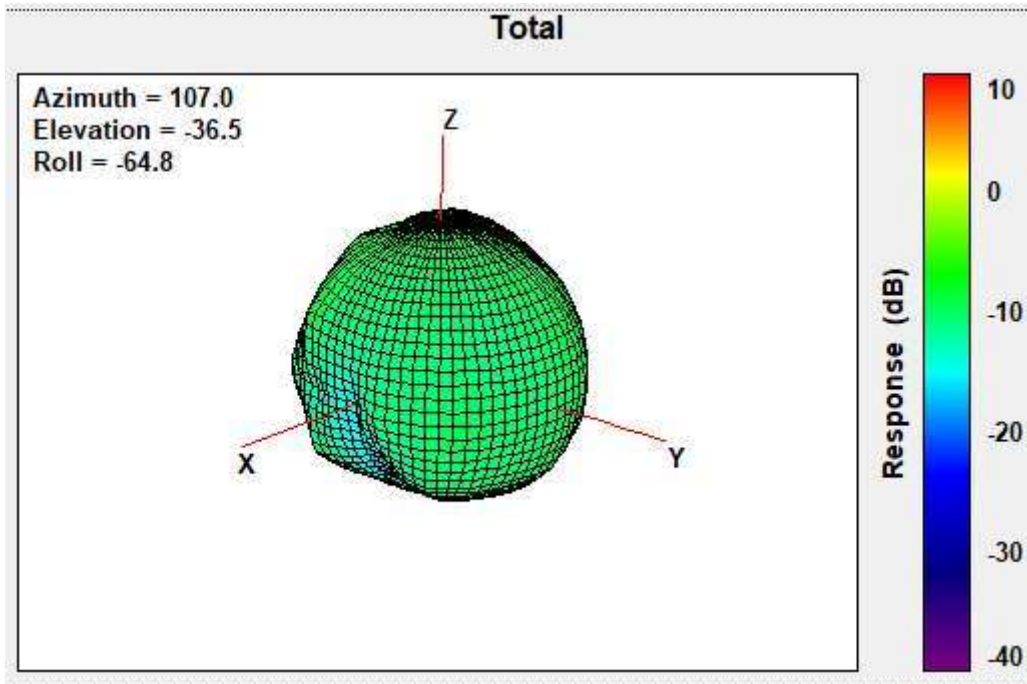 Total
Azimuth = 107.0
Elevation = -36.5
Roll = -64.8
Z
X
Y
Response (dB)
10
0
-10
-20
-30
-40